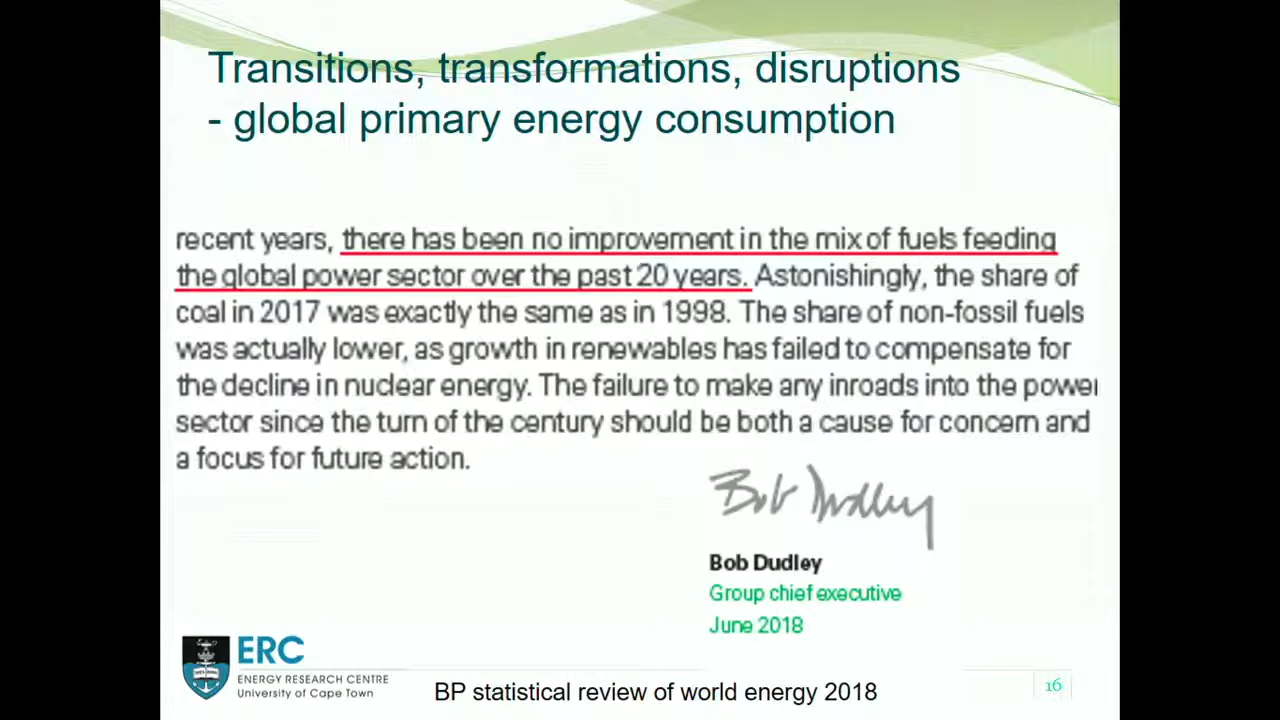 Transitions, transformations, disruptions
- global primary energy consumption
recent years, there has been no improvement in the mix of fuels feeding
the global power sector over the past 20 years. Astonishingly, the share of
coal in 2017 was exactly the same as in 1998. The share of non-fossil fuels
was actually lower, as growth in renewables has failed to compensate for
the decline in nuclear energy. The failure to make any inroads into the power
sector since the turn of the century should be both a cause for concern and
a focus for future action.
Bob Dudley
Bob Dudley
Group chief executive
June 2018
ERC
ENERGY RESEARCH CENTRE
University of Cape Town
BP statistical review of world energy 2018
16